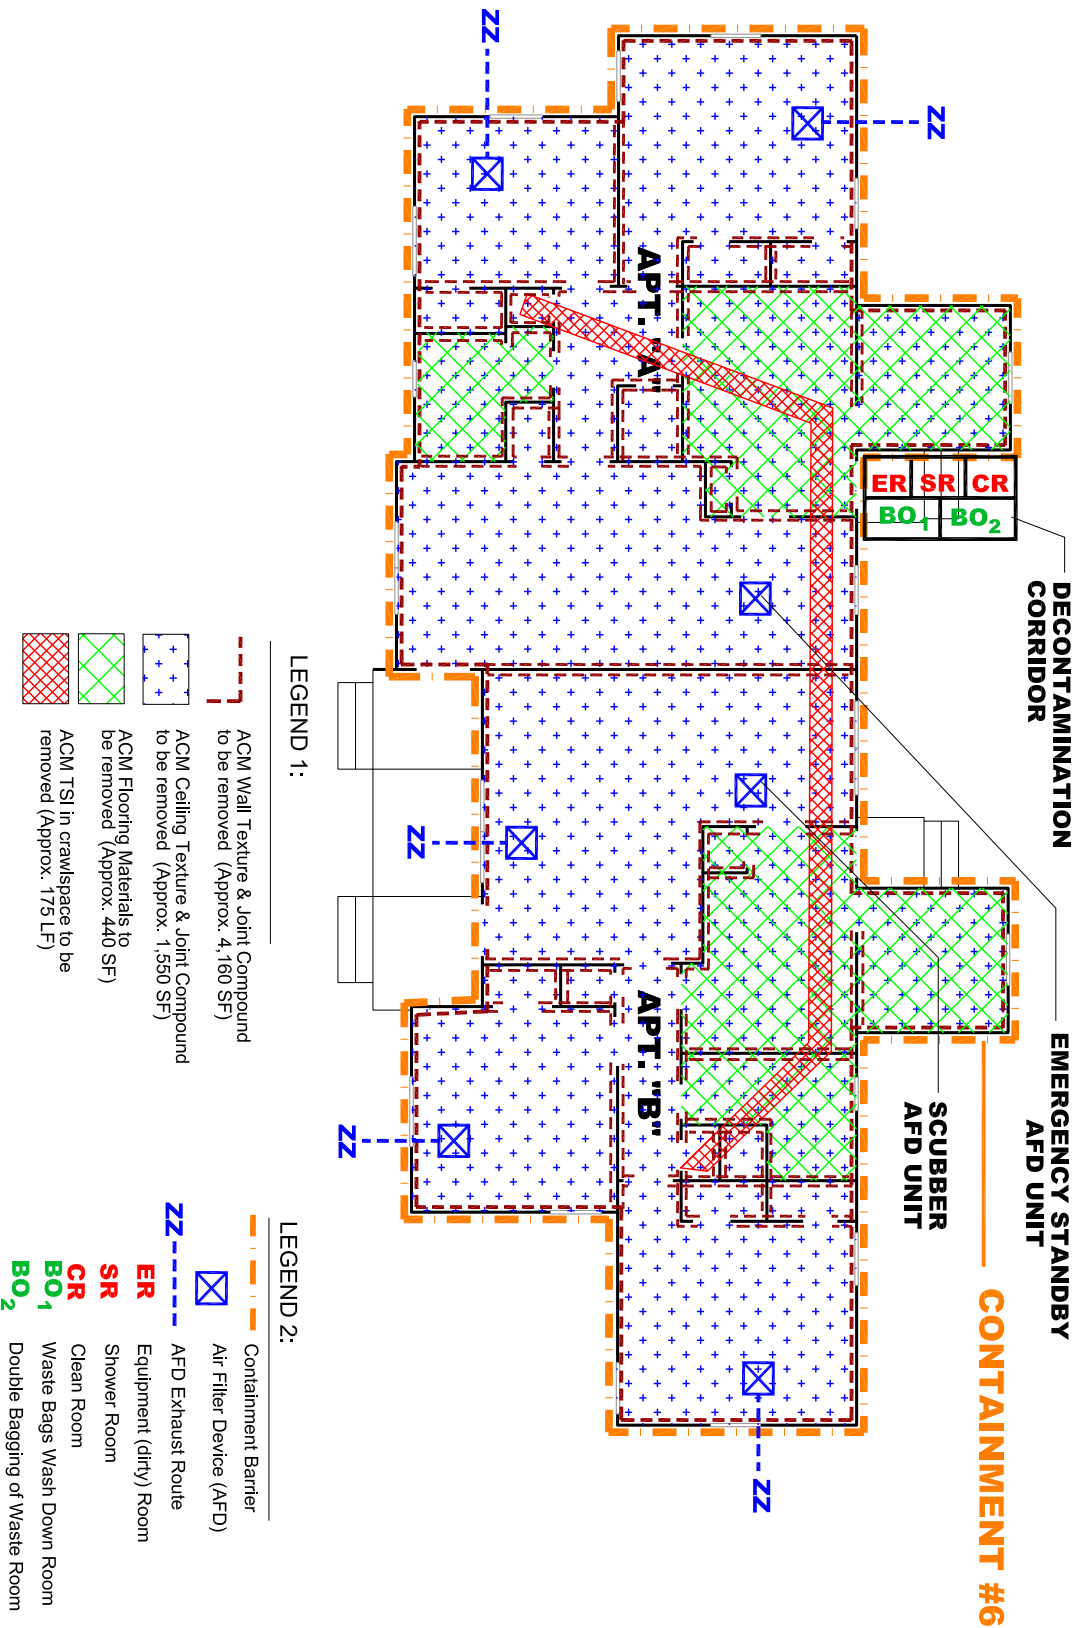 CONTAINMENT #6
DECONTAMINATION
CORRIDOR
EMERGENCY STANDBY
AFD UNIT
SCUBBER
AFD UNIT
CR
SR
ER
BO2
BO1
ZZ
ZZ
APT. "A"
APT. "B"
ZZ
ZZ
ZZ
LEGEND 1:
ACM Wall Texture & Joint Compound
to be removed (Approx. 4,160 SF)
ACM Ceiling Texture & Joint Compound
to be removed (Approx. 1,550 SF)
ACM Flooring Materials to
be removed (Approx. 440 SF)
ACM TSI in crawlspace to be
removed (Approx. 175 LF)
LEGEND 2:
Containment Barrier
Air Filter Device (AFD)
ZZ AFD Exhaust Route
ER Equipment (dirty) Room
SR Shower Room
CR Clean Room
BO1 Waste Bags Wash Down Room
BO2 Double Bagging of Waste Room